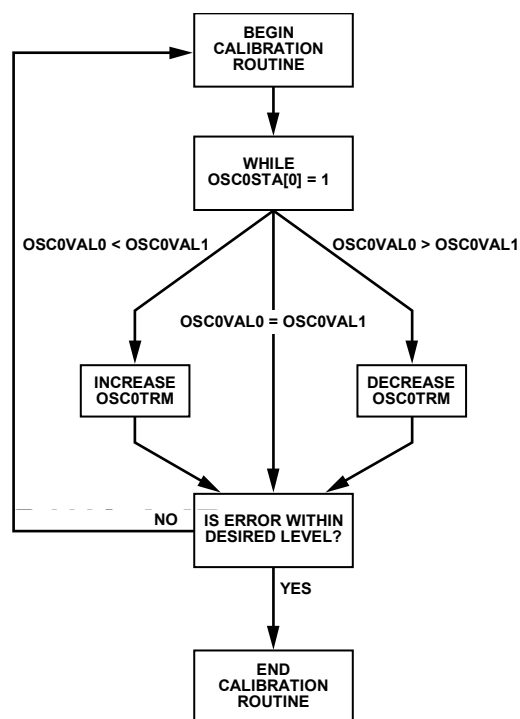 BEGIN
CALIBRATION
ROUTINE
WHILE
OSC0STA[0] = 1
OSC0VAL0 < OSC0VAL1
OSC0VAL0 > OSC0VAL1
OSC0VAL0 = OSC0VAL1
INCREASE
OSC0TRM
DECREASE
OSC0TRM
NO
IS ERROR WITHIN
DESIRED LEVEL?
YES
END
CALIBRATION
ROUTINE